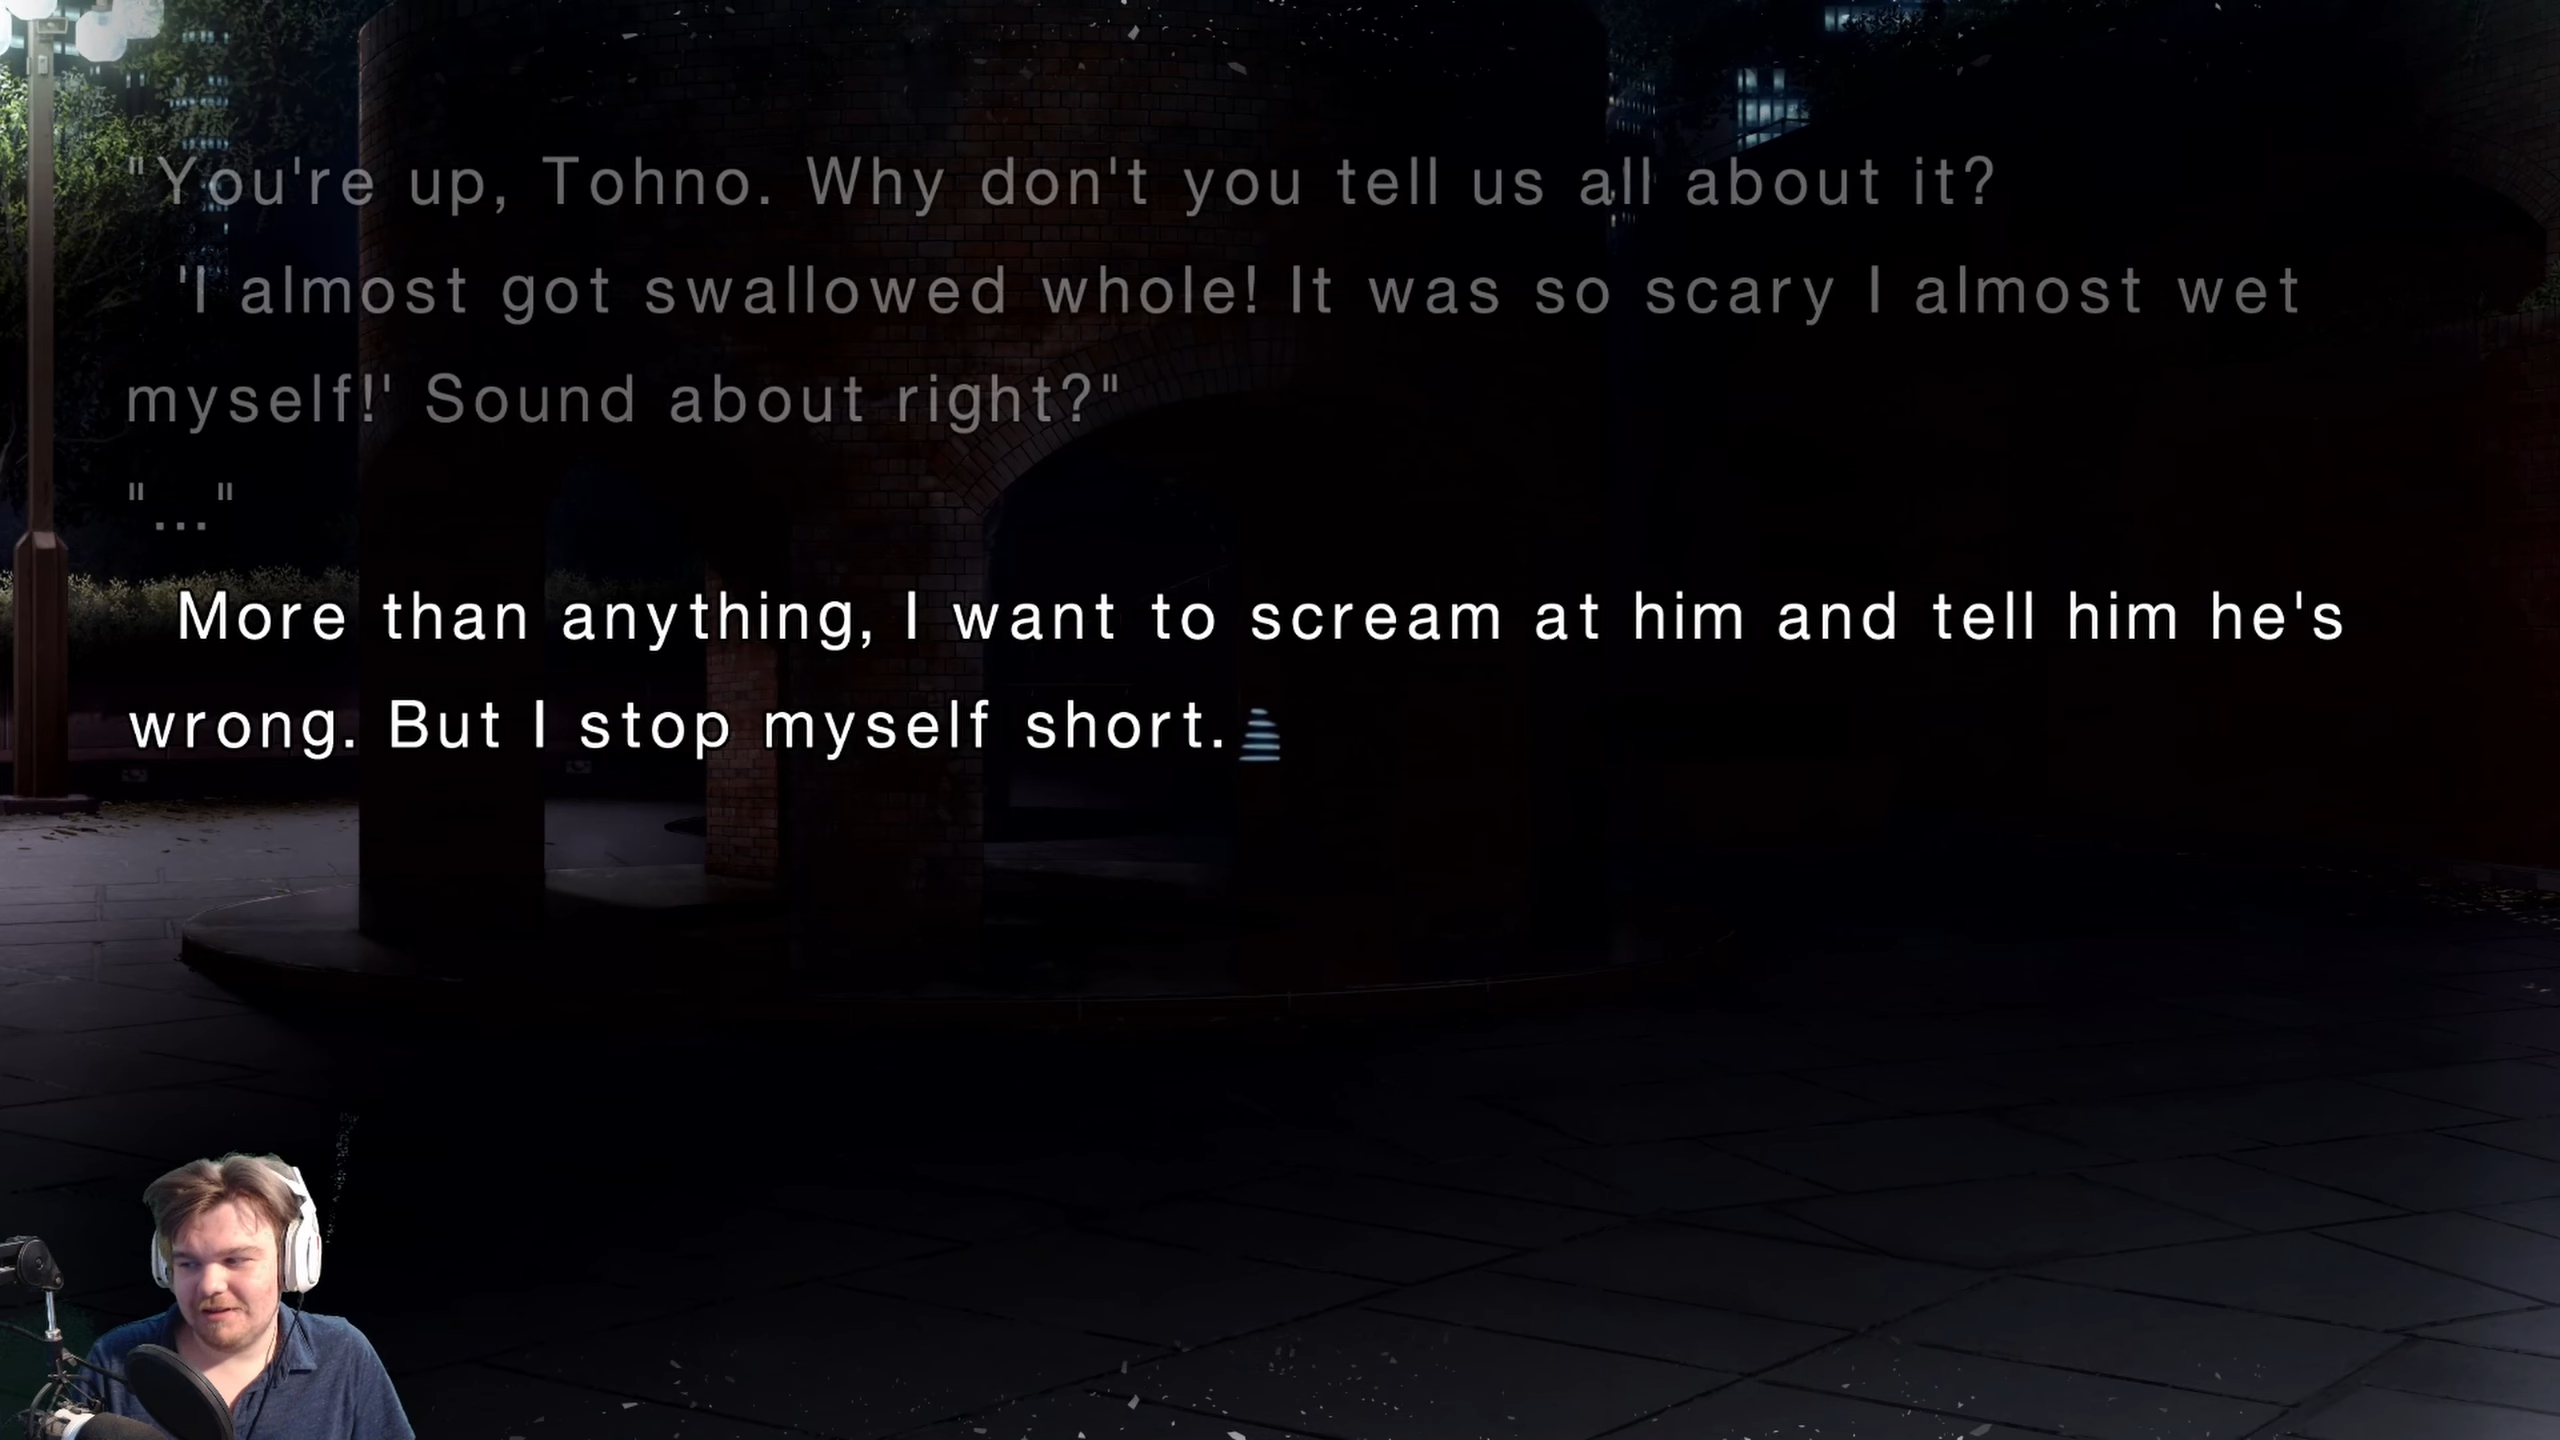 "You're up, Tohno. Why don't you tell us all about it?
'I almost got swallowed whole! It was so scary I almost wet
myself!' Sound about right?"
"..."
More than anything, I want to scream at him and tell him he's
wrong. But I stop myself short.